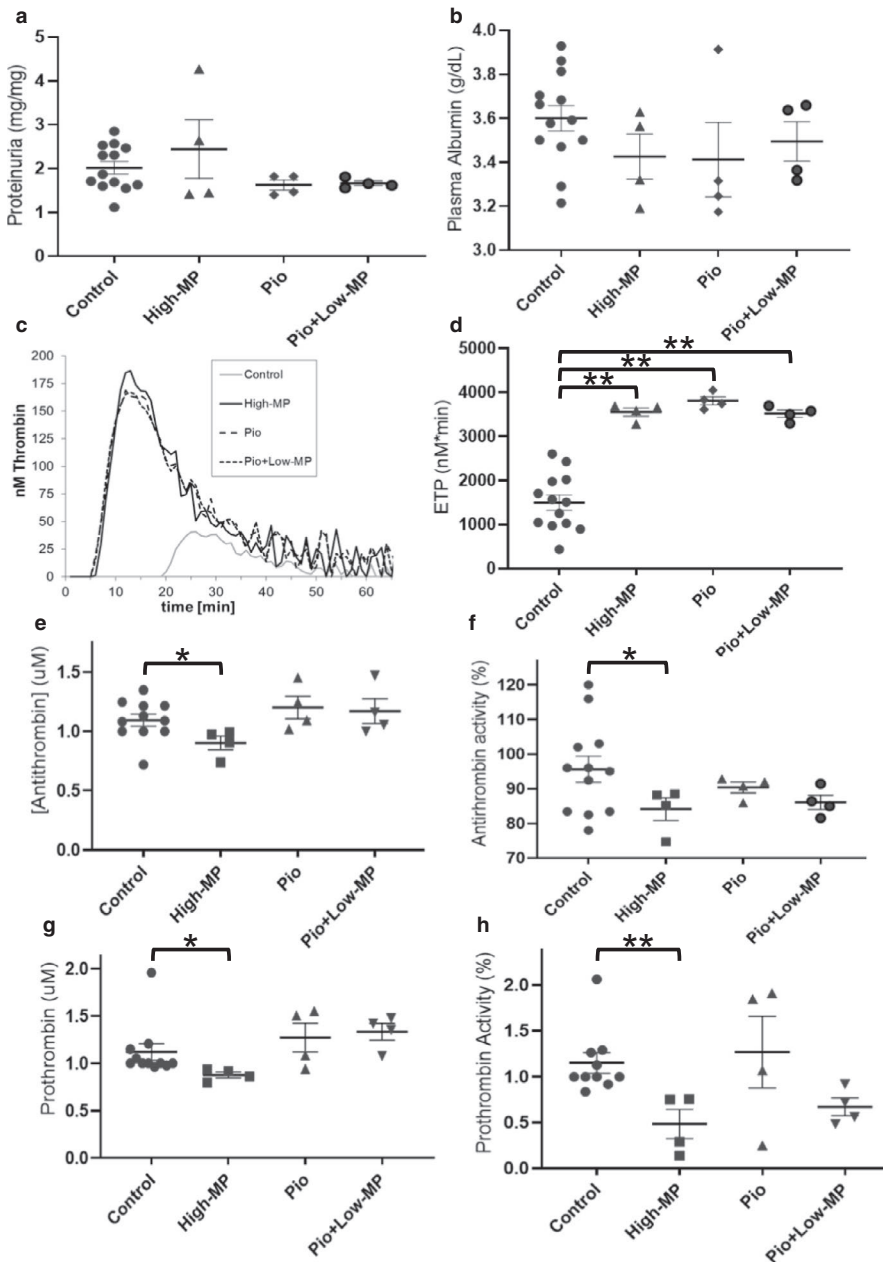 a
Proteinuria (mg/mg)
5
4
3
2
1
0
Control
High-MP
Pio
Pio+Low-MP
b
Plasma Albumin (g/dL)
4.0
3.8
3.6
3.4
3.2
3.0
Control
High-MP
Pio
Pio+Low-MP
c
nM Thrombin
200
175
150
125
100
75
50
25
0
0
10
20
30
40
50
60
time [min]
Control
High-MP
Pio
Pio+Low-MP
d
ETP (nM*min)
5000
4000
3000
2000
1000
0
**
**
**
Control
High-MP
Pio
Pio+Low-MP
e
[Antithrombin] (uM)
1.5
1.0
0.5
0.0
*
Control
High-MP
Pio
Pio+Low-MP
f
Antirhrombin activity (%)
120
110
100
90
80
70
*
Control
High-MP
Pio
Pio+Low-MP
g
Prothrombin (uM)
2.0
1.5
1.0
0.5
0.0
*
Control
High-MP
Pio
Pio+Low-MP
h
Prothrombin Activity (%)
2.0
1.5
1.0
0.5
0.0
**
Control
High-MP
Pio
Pio+Low-MP